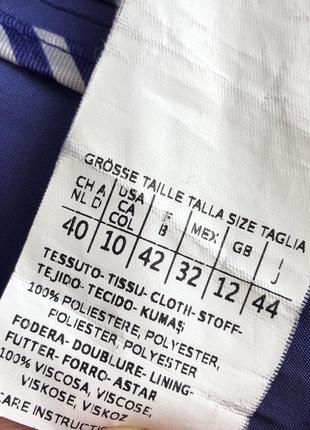 GRÖSSE TAILLE TALLA SIZE TAGLIA
CH A USA F MEX GB I
NL D CA B J
COL
40 10 42 32 12 44
TESSUTO-TISSU-CLOTH-STOFF-
TEJIDO-TECIDO-KUMAŞ
100% POLIESTERE, POLYESTER,
POLIESTER POLYESTER
FODERA-DOUBLURE-LINING-
FUTTER-FORRO-ASTAR
100% VISCOSA, VISCOSE,
VISKOSE, VISKOZ
CARE INSTRUCTION